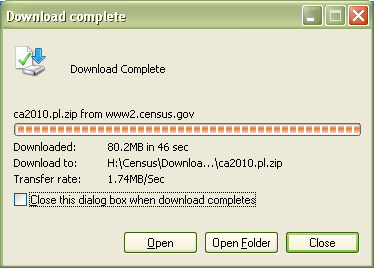 Download complete
Download Complete
ca2010.pl.zip from www2.census.gov
Downloaded: 80.2MB in 46 sec
Download to: H:\Census\Downloa...\ca2010.pl.zip
Transfer rate: 1.74MB/Sec
Close this dialog box when download completes
Open Open Folder Close